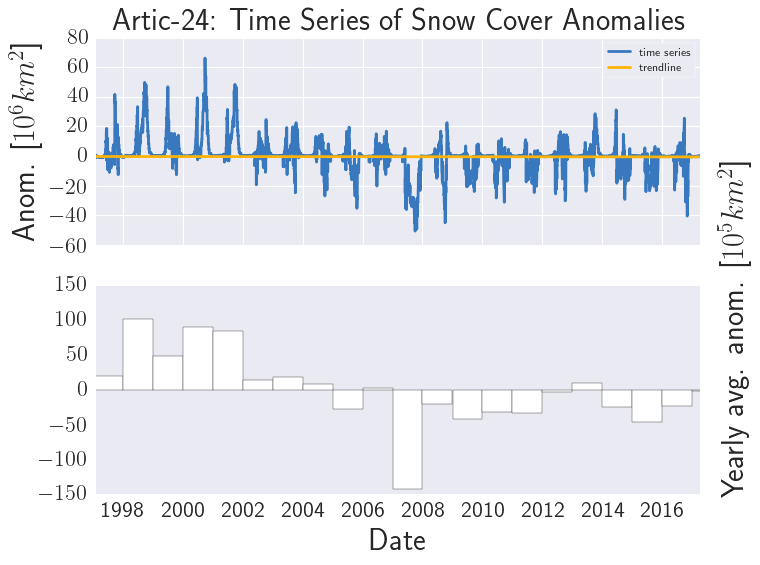 Artic-24: Time Series of Snow Cover Anomalies
80
60
40
20
0
−20
−40
−60
Anom. [10^6 km^2]
time series
trendline
150
100
50
0
−50
−100
−150
Yearly avg. anom. [10^5 km^2]
1998 2000 2002 2004 2006 2008 2010 2012 2014 2016
Date